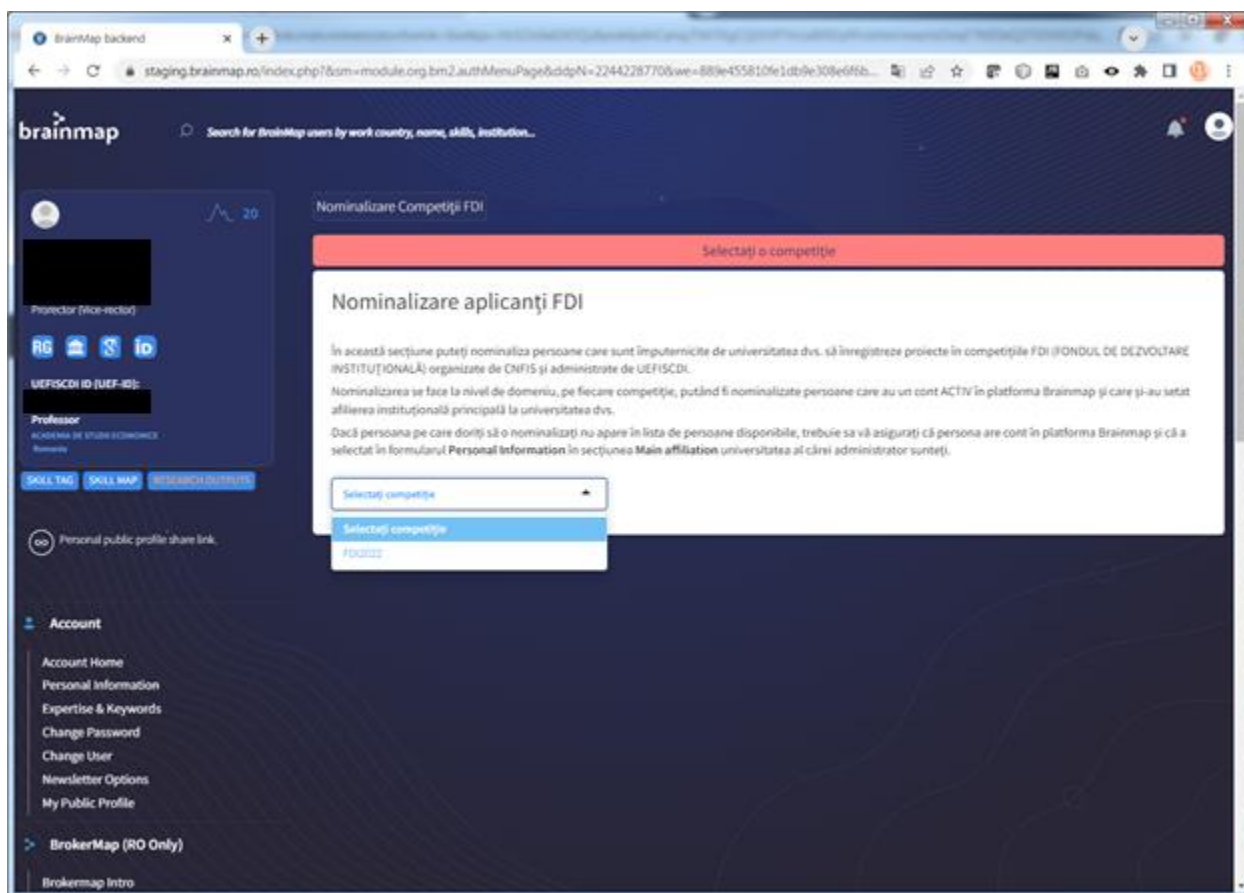 BrainMap backend
staging.brainmap.ro/index.php?&sm=module.org.bm2.authMenuPage&ddpN=2244228770&we=889e455810fe1db9e308e6f6b...
brainmap
Search for BrainMap users by work country, name, skills, institution...
20
Nominalizare Competiții FDI
Selectați o competiție
Prorector (Vice-rector)
RG
iD
UEFISCDI ID (UEF-ID):
Professor
ACADEMIA DE STUDII ECONOMICE
Romania
SKILL TAG SKILL MAP RESEARCH OUTPUTS
Personal public profile share link.
Nominalizare aplicanți FDI
În această secțiune puteți nominaliza persoane care sunt împuternicite de universitatea dvs. să înregistreze proiecte în competițiile FDI (FONDUL DE DEZVOLTARE
INSTITUȚIONALĂ) organizate de CNFIS și administrate de UEFISCDI.
Nominalizarea se face la nivel de domeniu, pe fiecare competiție, putând fi nominalizate persoane care au un cont ACTIV în platforma Brainmap și care și-au setat
afilierea instituțională principală la universitatea dvs.
Dacă persoana pe care doriți să o nominalizați nu apare în lista de persoane disponibile, trebuie sa vă asigurați că persona are cont în platforma Brainmap și că a
selectat în formularul Personal Information în secțiunea Main affiliation universitatea al cărei administrator sunteți.
Selectați competiție
Selectați competiție
FDI2022
Account
Account Home
Personal Information
Expertise & Keywords
Change Password
Change User
Newsletter Options
My Public Profile
BrokerMap (RO Only)
Brokermap Intro